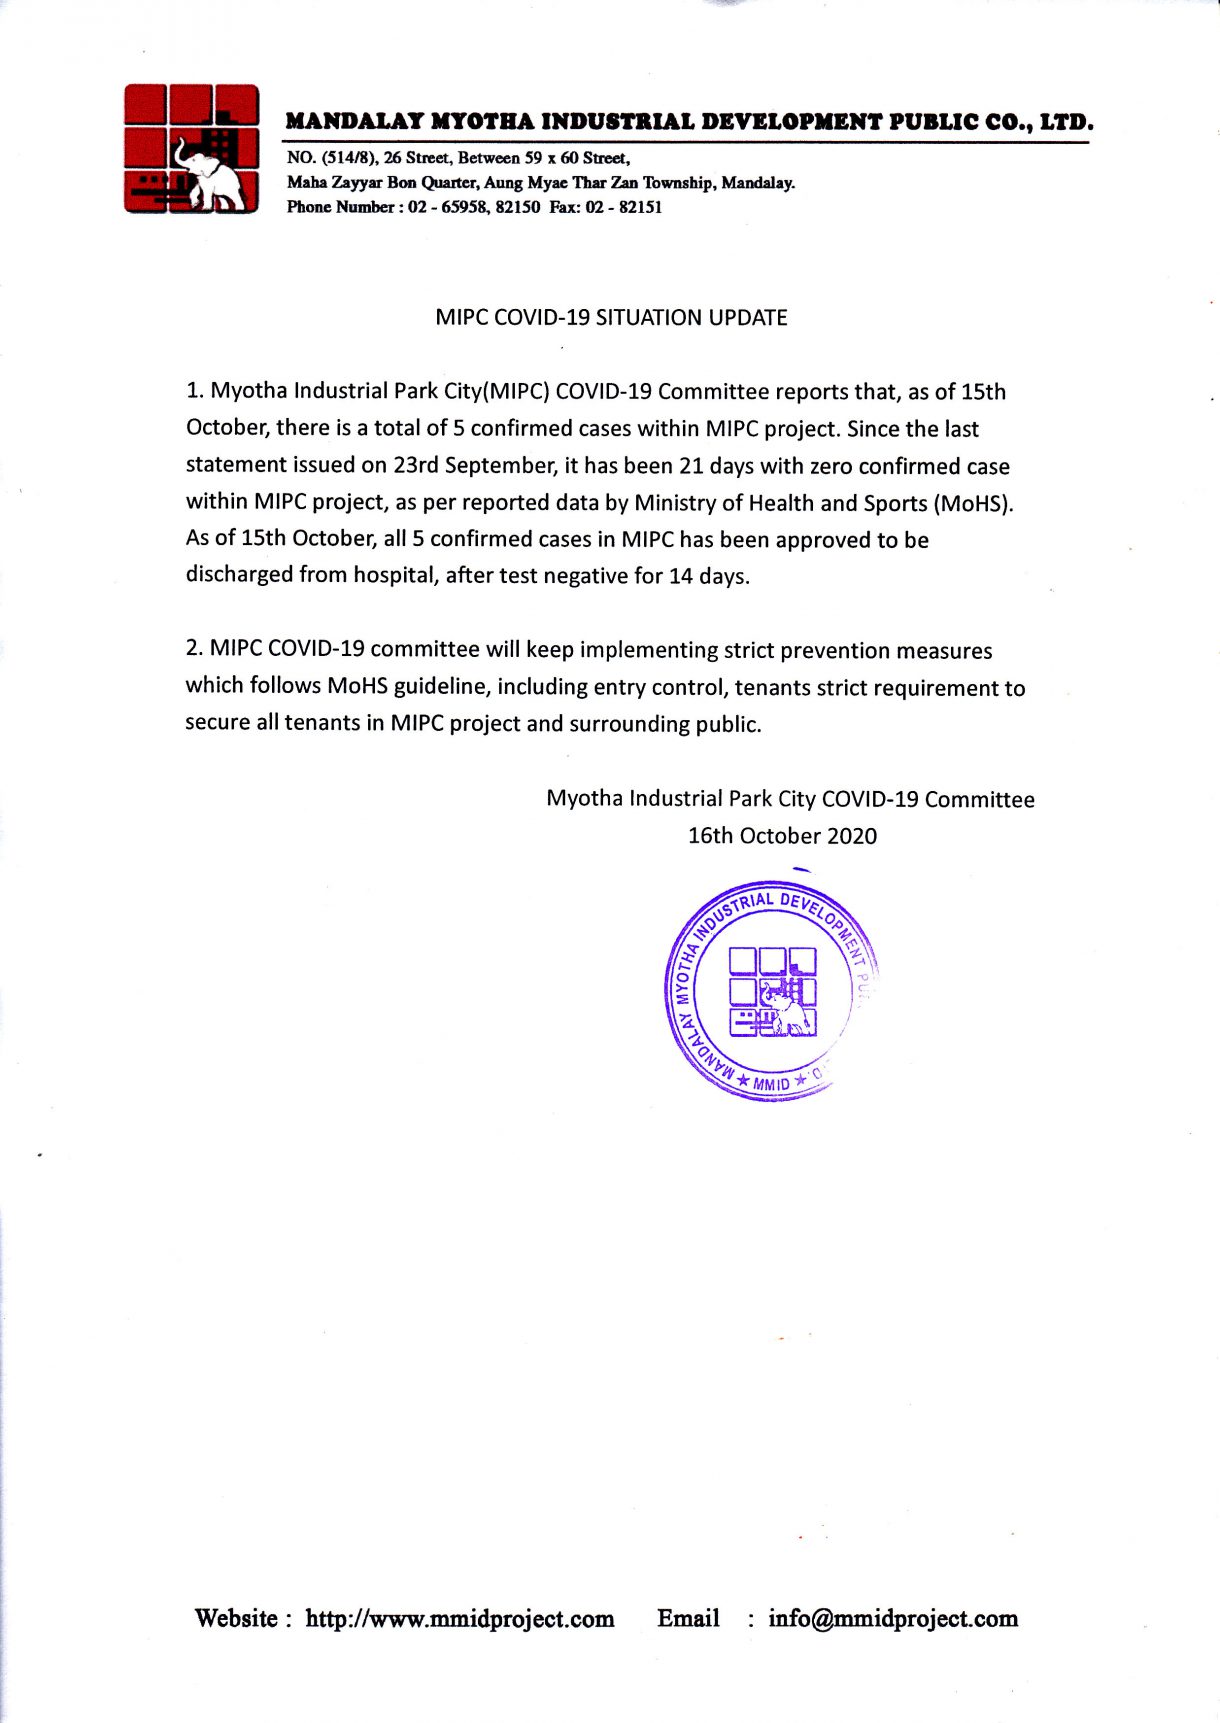 MANDALAY MYOTHA INDUSTRIAL DEVELOPMENT PUBLIC CO., LTD.
NO. (514/8), 26 Street, Between 59 x 60 Street,
Maha Zayyar Bon Quarter, Aung Myae Thar Zan Township, Mandalay.
Phone Number : 02 - 65958, 82150 Fax: 02 - 82151
MIPC COVID-19 SITUATION UPDATE
1. Myotha Industrial Park City(MIPC) COVID-19 Committee reports that, as of 15th
October, there is a total of 5 confirmed cases within MIPC project. Since the last
statement issued on 23rd September, it has been 21 days with zero confirmed case
within MIPC project, as per reported data by Ministry of Health and Sports (MoHS).
As of 15th October, all 5 confirmed cases in MIPC has been approved to be
discharged from hospital, after test negative for 14 days.
2. MIPC COVID-19 committee will keep implementing strict prevention measures
which follows MoHS guideline, including entry control, tenants strict requirement to
secure all tenants in MIPC project and surrounding public.
Myotha Industrial Park City COVID-19 Committee
16th October 2020
MANDALAY MYOTHA INDUSTRIAL DEVELOPMENT
★ MMID ★
Website : http://www.mmidproject.com Email : info@mmidproject.com